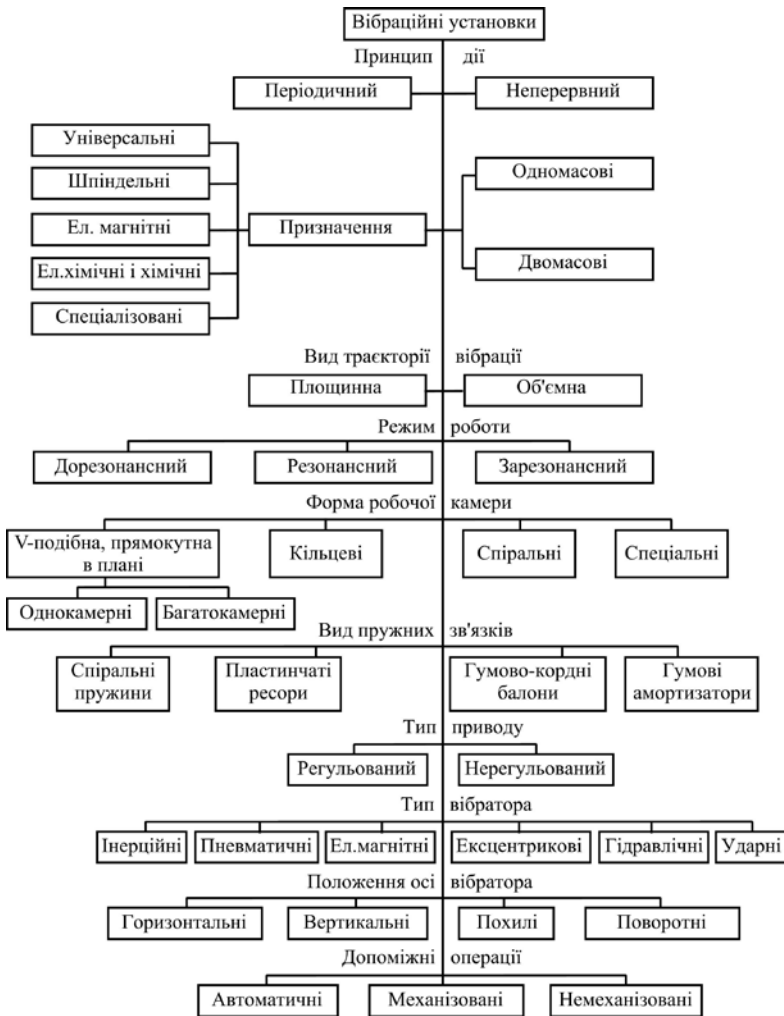 Вібраційні установки
Принцип дії
Періодичний
Неперервний
Універсальні
Шпіндельні
Ел. магнітні
Ел.хімічні і хімічні
Спеціалізовані
Призначення
Одномасові
Двомасові
Вид траєкторії вібрації
Площинна
Об'ємна
Режим роботи
Дорезонансний
Резонансний
Зарезонансний
Форма робочої камери
V-подібна, прямокутна
в плані
Кільцеві
Спіральні
Спеціальні
Однокамерні
Багатокамерні
Вид пружних зв'язків
Спіральні
пружини
Пластинчаті
ресори
Гумово-кордні
балони
Гумові
амортизатори
Тип приводу
Регульований
Нерегульований
Тип вібратора
Інерційні
Пневматичні
Ел.магнітні
Ексцентрикові
Гідравлічні
Ударні
Положення осі вібратора
Горизонтальні
Вертикальні
Похилі
Поворотні
Допоміжні операції
Автоматичні
Механізовані
Немеханізовані